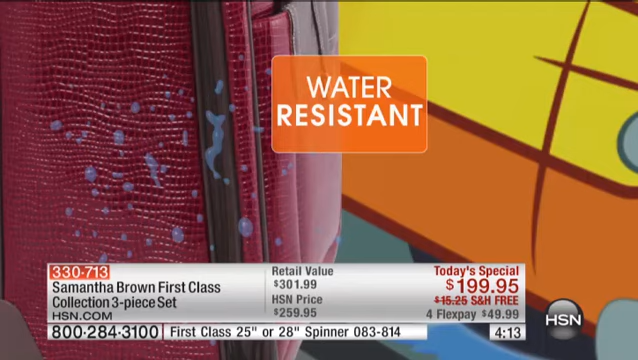 WATER
RESISTANT
HSN
330-713
Samantha Brown First Class
Collection 3-piece Set
HSN.COM
Retail Value
$301.99
HSN Price
$259.95
Today's Special
$199.95
$15.25 S&H FREE
4 Flexpay $49.99
800-284-3100 First Class 25" or 28" Spinner 083-814 4:13
HSN